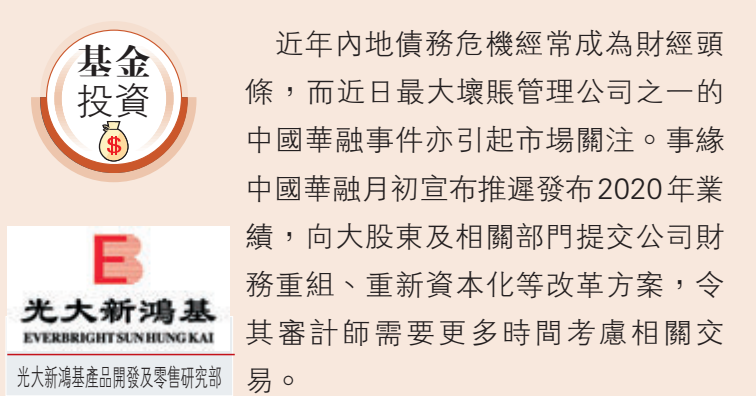 基金
投資
$
光大新鴻基
EVERBRIGHT SUN HUNG KAI
光大新鴻基產品開發及零售研究部
近年內地債務危機經常成為財經頭
條，而近日最大壞賬管理公司之一的
中國華融事件亦引起市場關注。事緣
中國華融月初宣布推遲發布2020年業
績，向大股東及相關部門提交公司財
務重組、重新資本化等改革方案，令
其審計師需要更多時間考慮相關交
易。